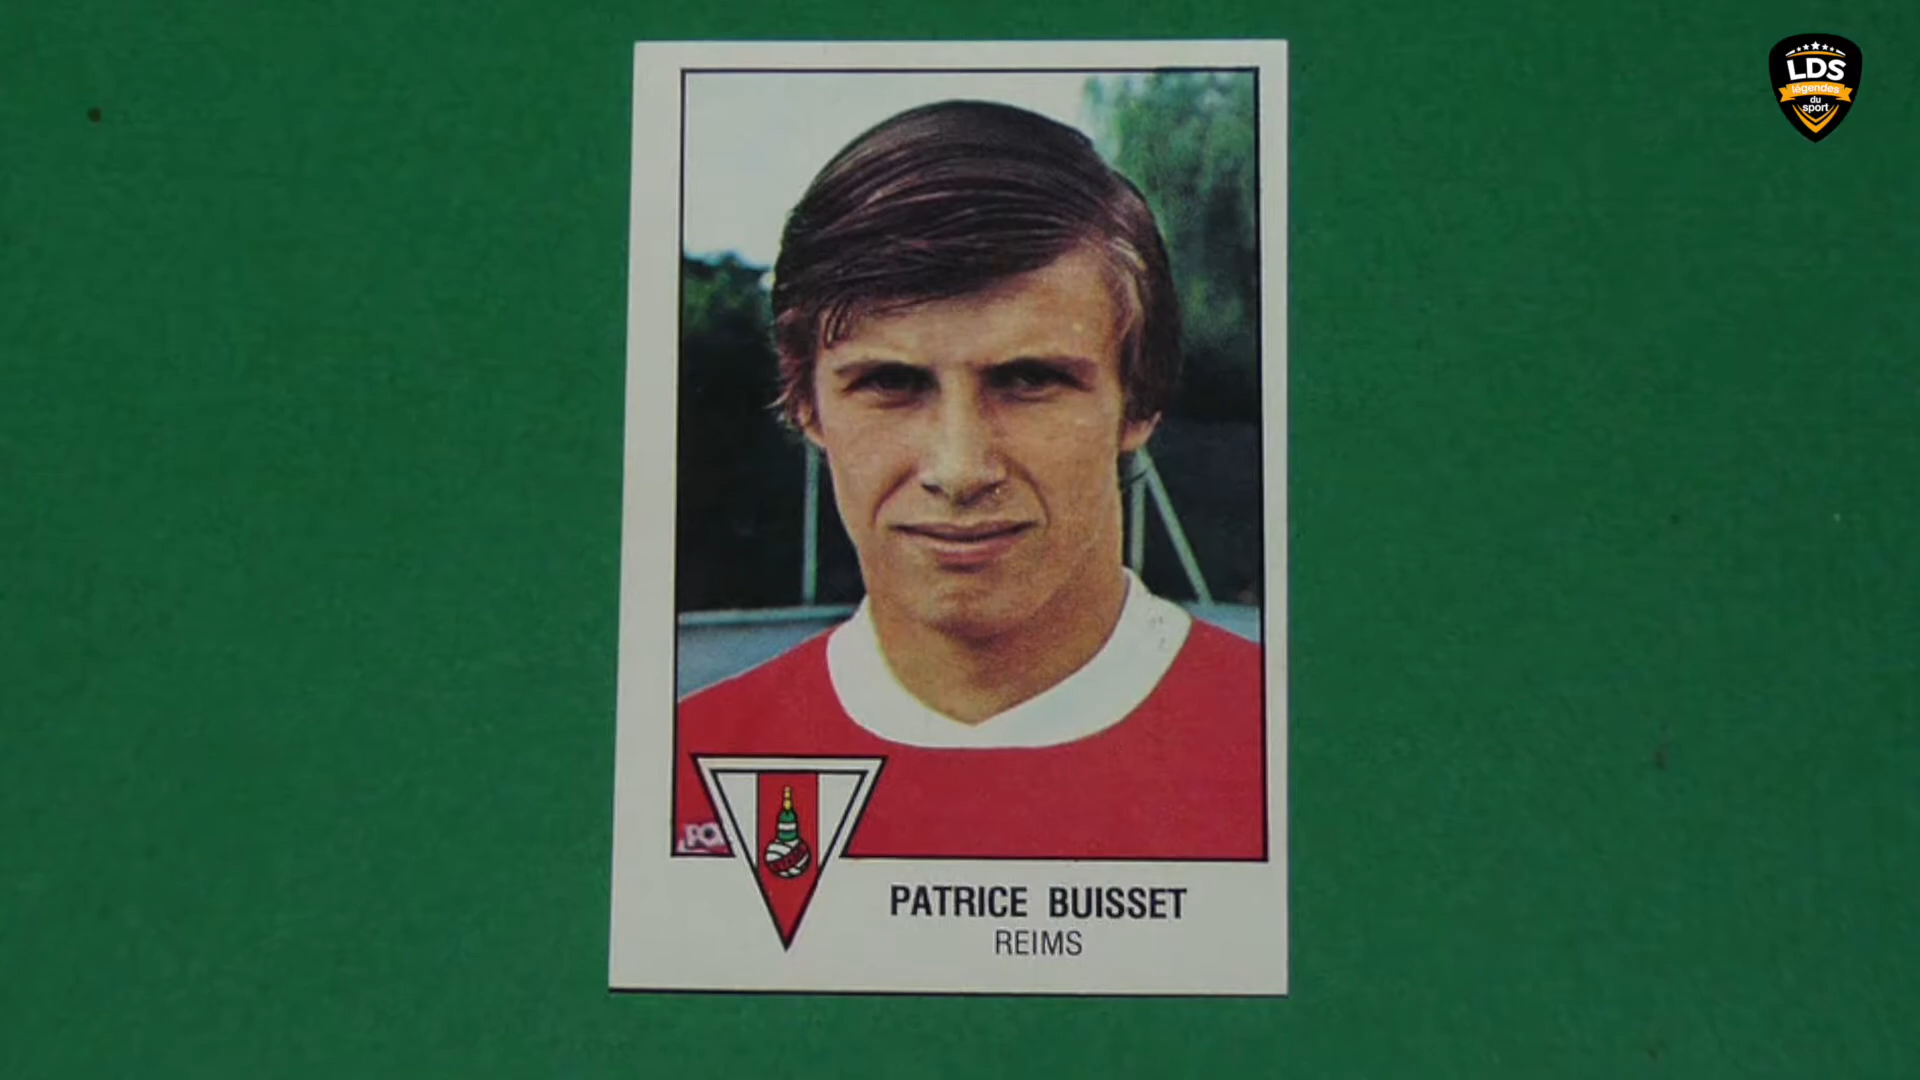 LDS
légendes
du
sport
PATRICE BUISSET
REIMS